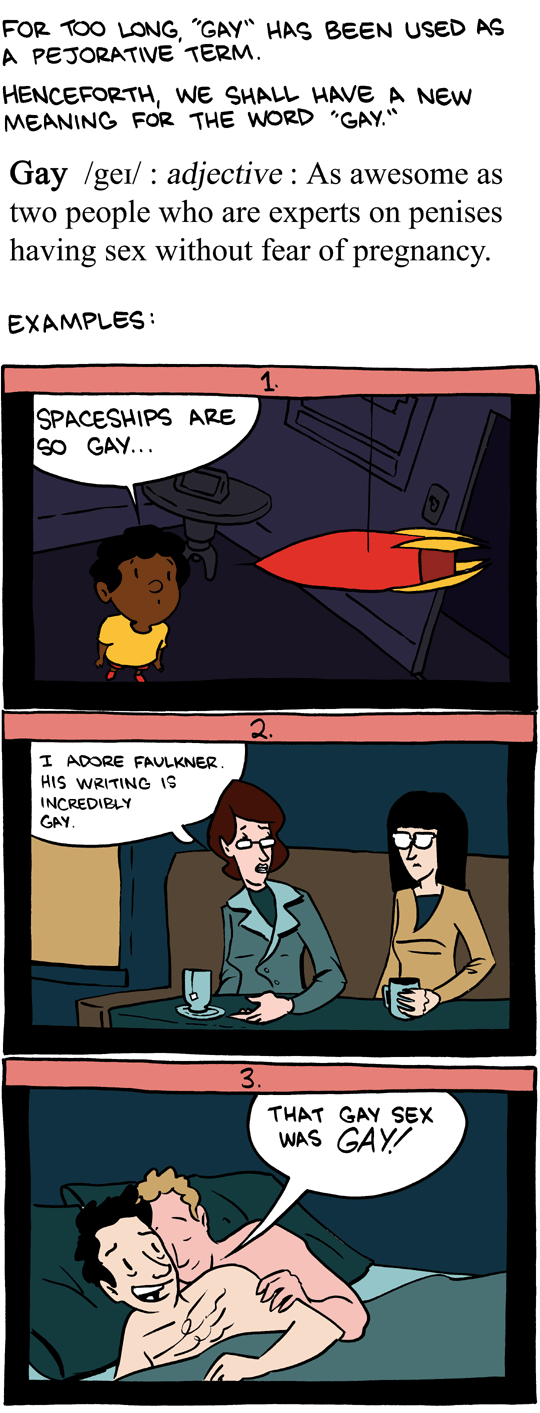 FOR TOO LONG, "GAY" HAS BEEN USED AS
A PEJORATIVE TERM.
HENCEFORTH, WE SHALL HAVE A NEW
MEANING FOR THE WORD "GAY."
Gay /geɪ/ : adjective : As awesome as
two people who are experts on penises
having sex without fear of pregnancy.
EXAMPLES:
1.
SPACESHIPS ARE
SO GAY...
2.
I ADORE FAULKNER.
HIS WRITING IS
INCREDIBLY
GAY.
3.
THAT GAY SEX
WAS GAY!